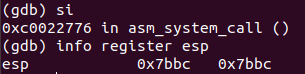 (gdb) si
0xc0022776 in asm_system_call ()
(gdb) info register esp
esp            0x7bbc   0x7bbc